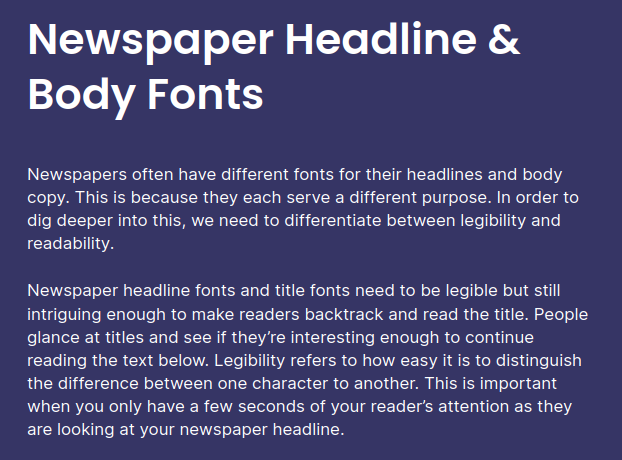 Newspaper Headline &
Body Fonts
Newspapers often have different fonts for their headlines and body
copy. This is because they each serve a different purpose. In order to
dig deeper into this, we need to differentiate between legibility and
readability.
Newspaper headline fonts and title fonts need to be legible but still
intriguing enough to make readers backtrack and read the title. People
glance at titles and see if they’re interesting enough to continue
reading the text below. Legibility refers to how easy it is to distinguish
the difference between one character to another. This is important
when you only have a few seconds of your reader’s attention as they
are looking at your newspaper headline.